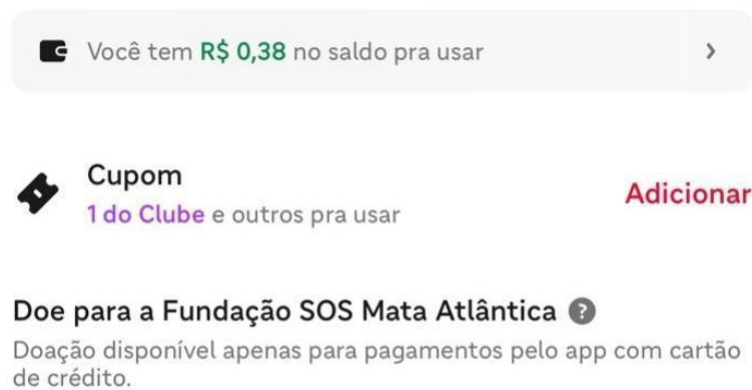 Você tem R$ 0,38 no saldo pra usar
Cupom
1 do Clube e outros pra usar
Adicionar
Doe para a Fundação SOS Mata Atlântica ?
Doação disponível apenas para pagamentos pelo app com cartão
de crédito.